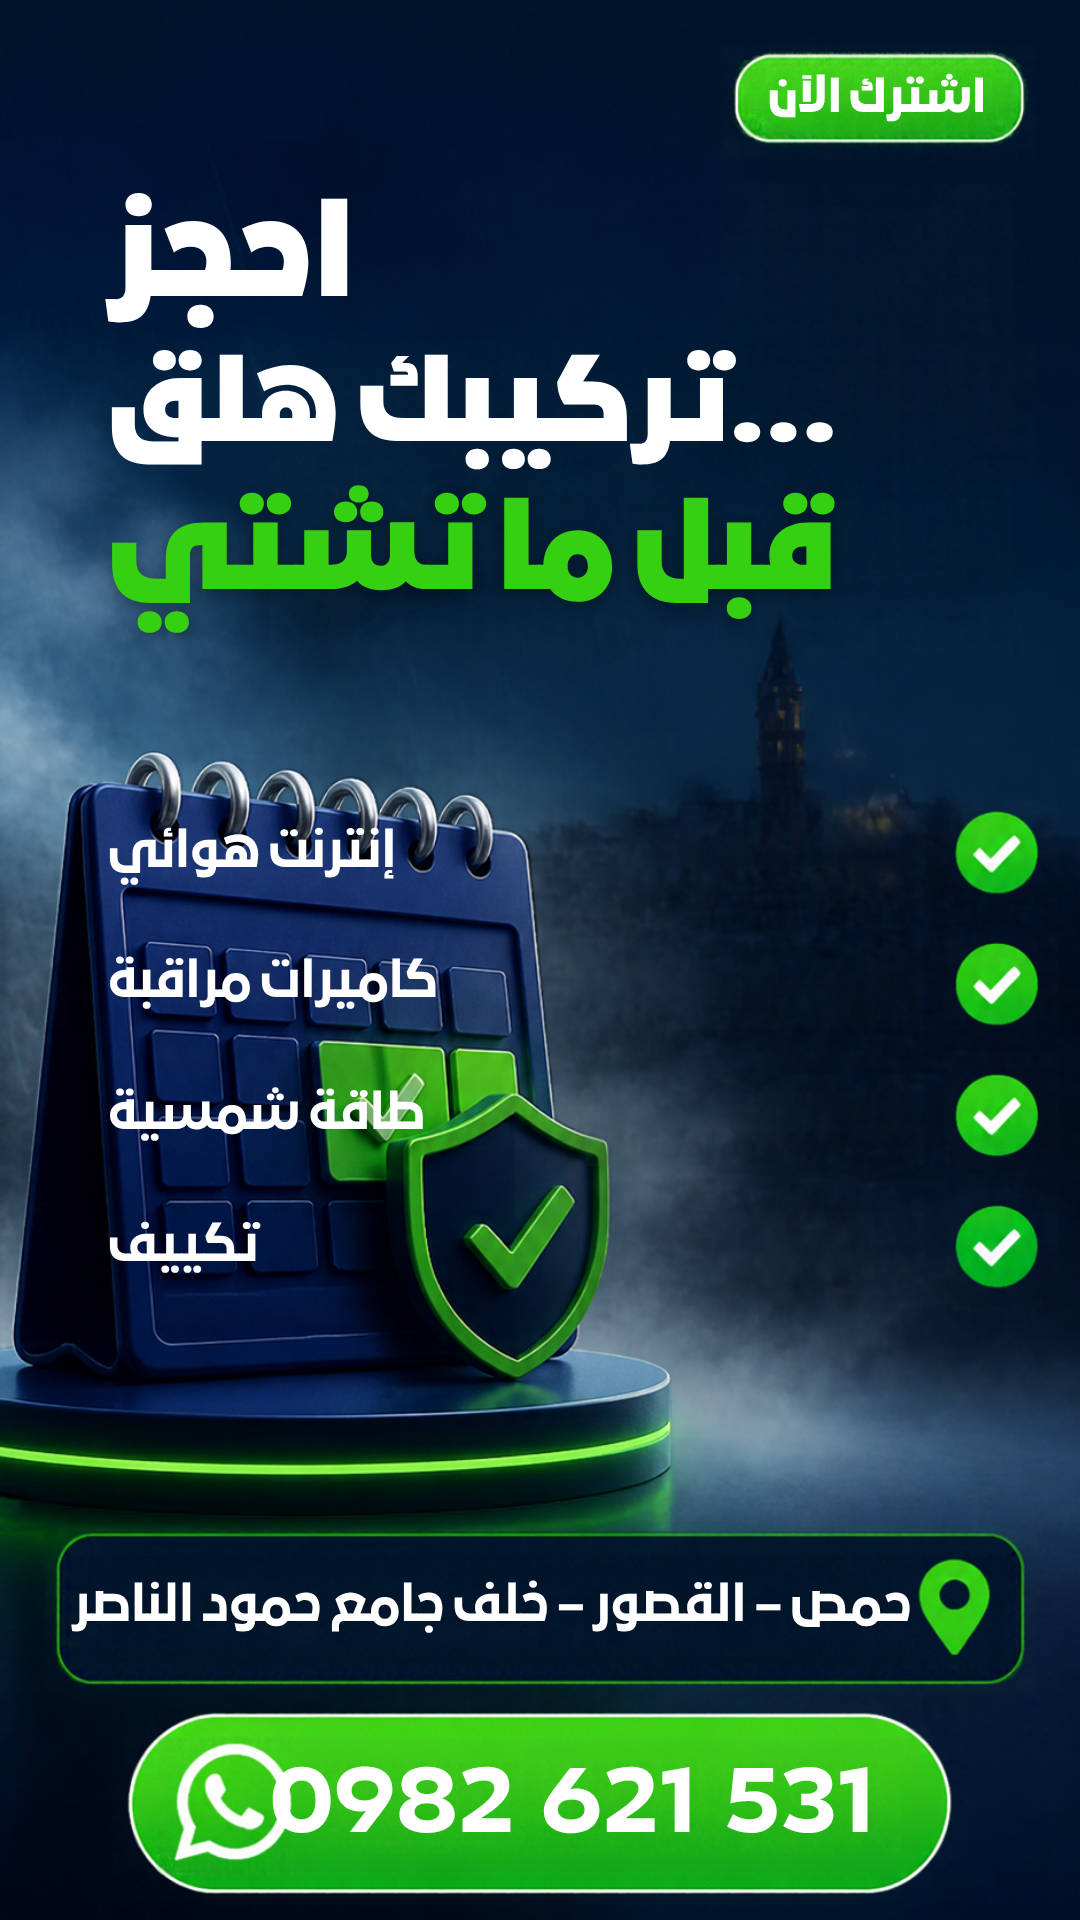 اشترك الآن
احجز
تركيبك هلق...
قبل ما تشتي
إنترنت هوائي
كاميرات مراقبة
طاقة شمسية
تكييف
حمص – القصور – خلف جامع حمود الناصر
0982 621 531